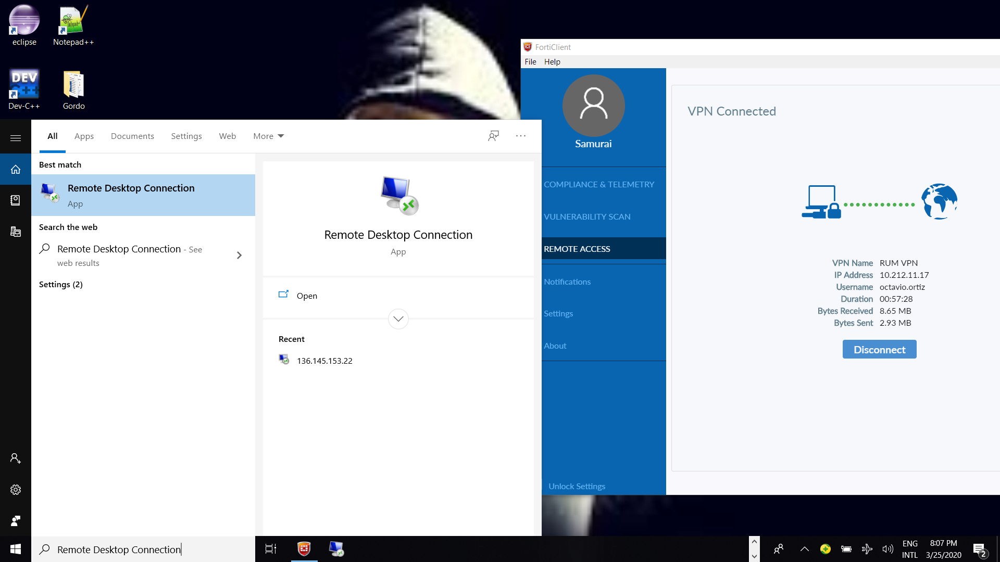 eclipse
Notepad++
DEV
C++
Dev-C++
Gordo
FortiClient
File Help
Samurai
COMPLIANCE & TELEMETRY
VULNERABILITY SCAN
REMOTE ACCESS
Notifications
Settings
About
Unlock Settings
VPN Connected
VPN Name RUM VPN
IP Address 10.212.11.17
Username octavio.ortiz
Duration 00:57:28
Bytes Received 8.65 MB
Bytes Sent 2.93 MB
Disconnect
All Apps Documents Settings Web More
Best match
Remote Desktop Connection
App
Search the web
Remote Desktop Connection - See
web results
Settings (2)
Remote Desktop Connection
App
Open
Recent
136.145.153.22
Remote Desktop Connection
ENG
INTL
8:07 PM
3/25/2020
2